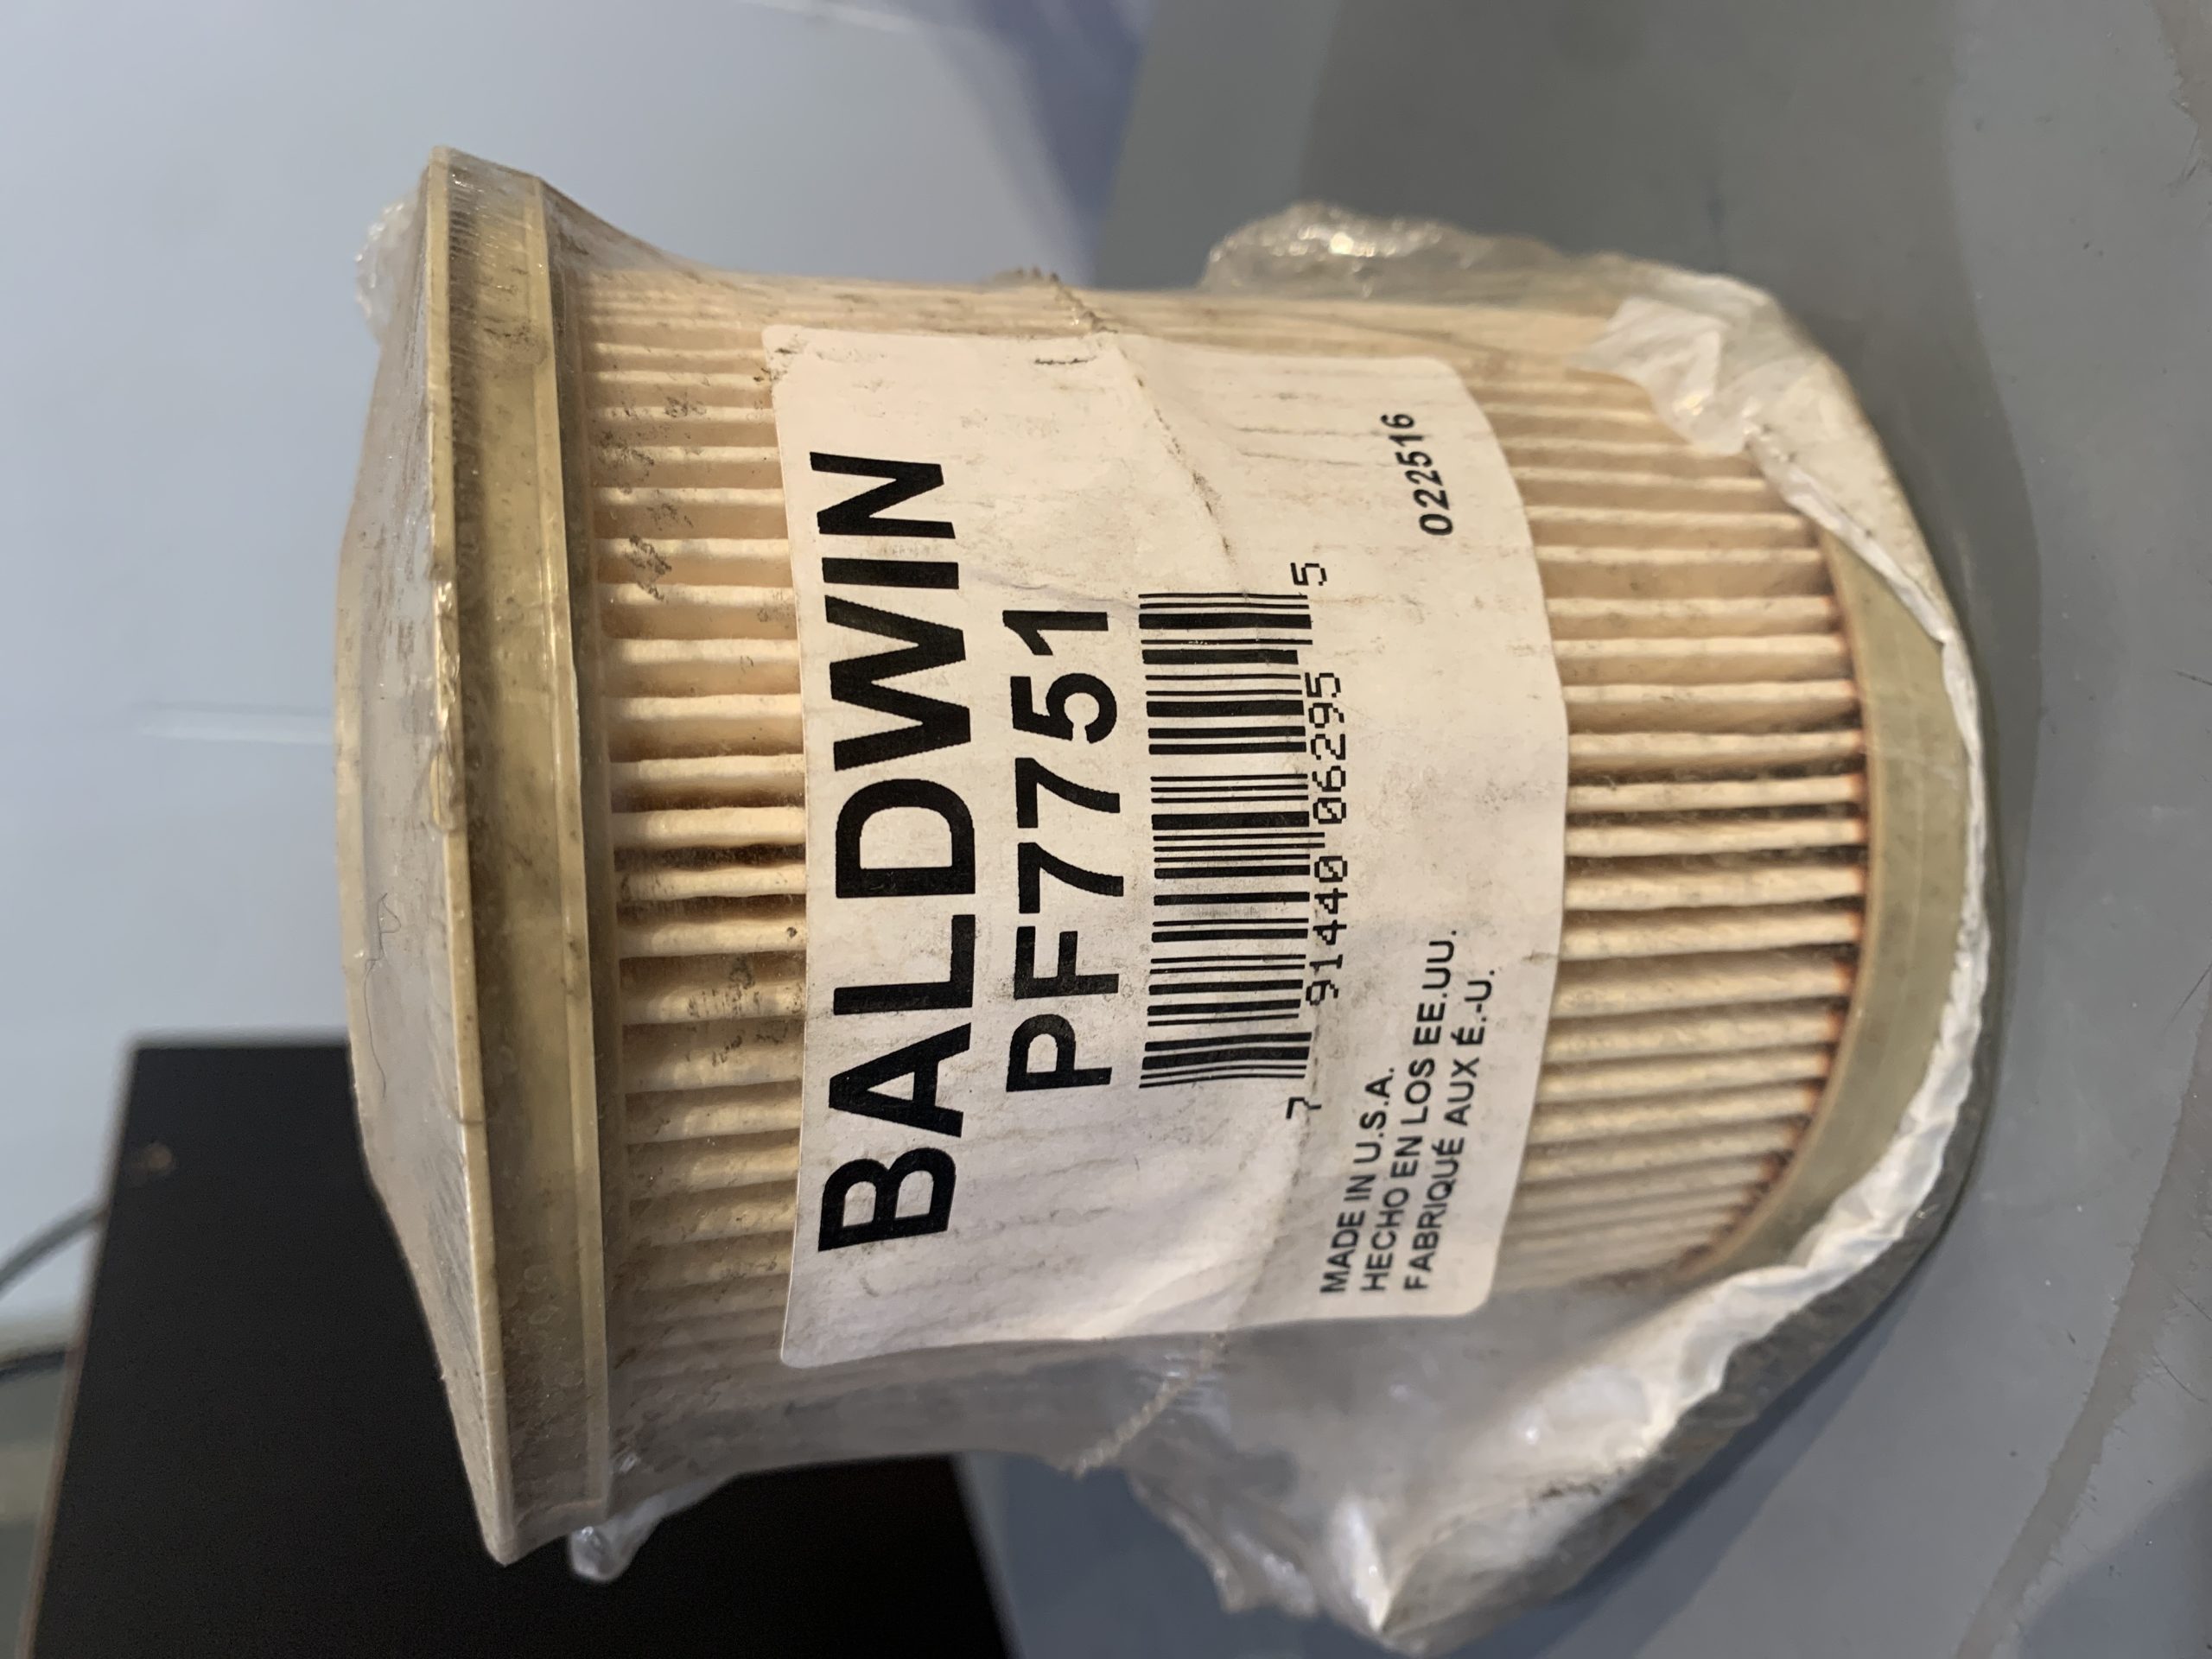 BALDWIN
PF7751
7 91440 06295 5
MADE IN U.S.A.
HECHO EN LOS EE.UU.
FABRIQUÉ AUX É.-U.
022516